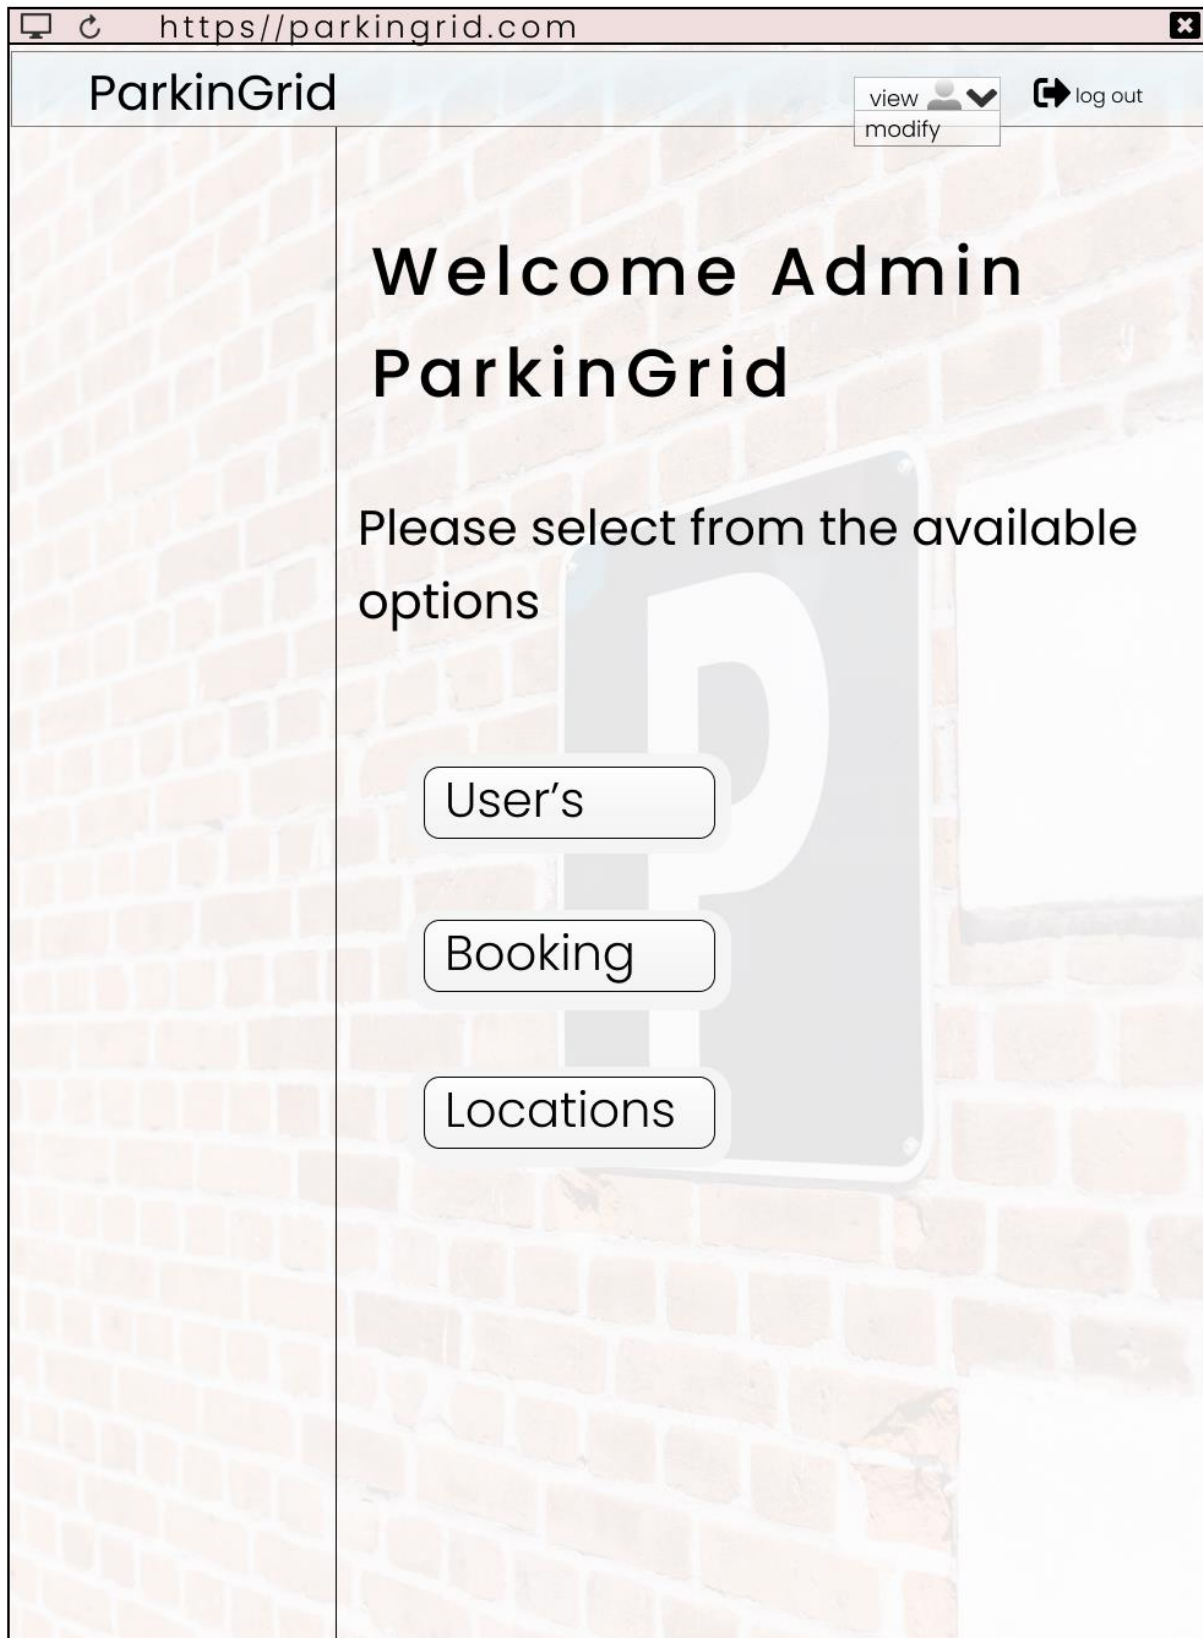 https//parkingrid.com
ParkinGrid
view
log out
modify
Welcome Admin
ParkinGrid
Please select from the available
options
User’s
Booking
Locations